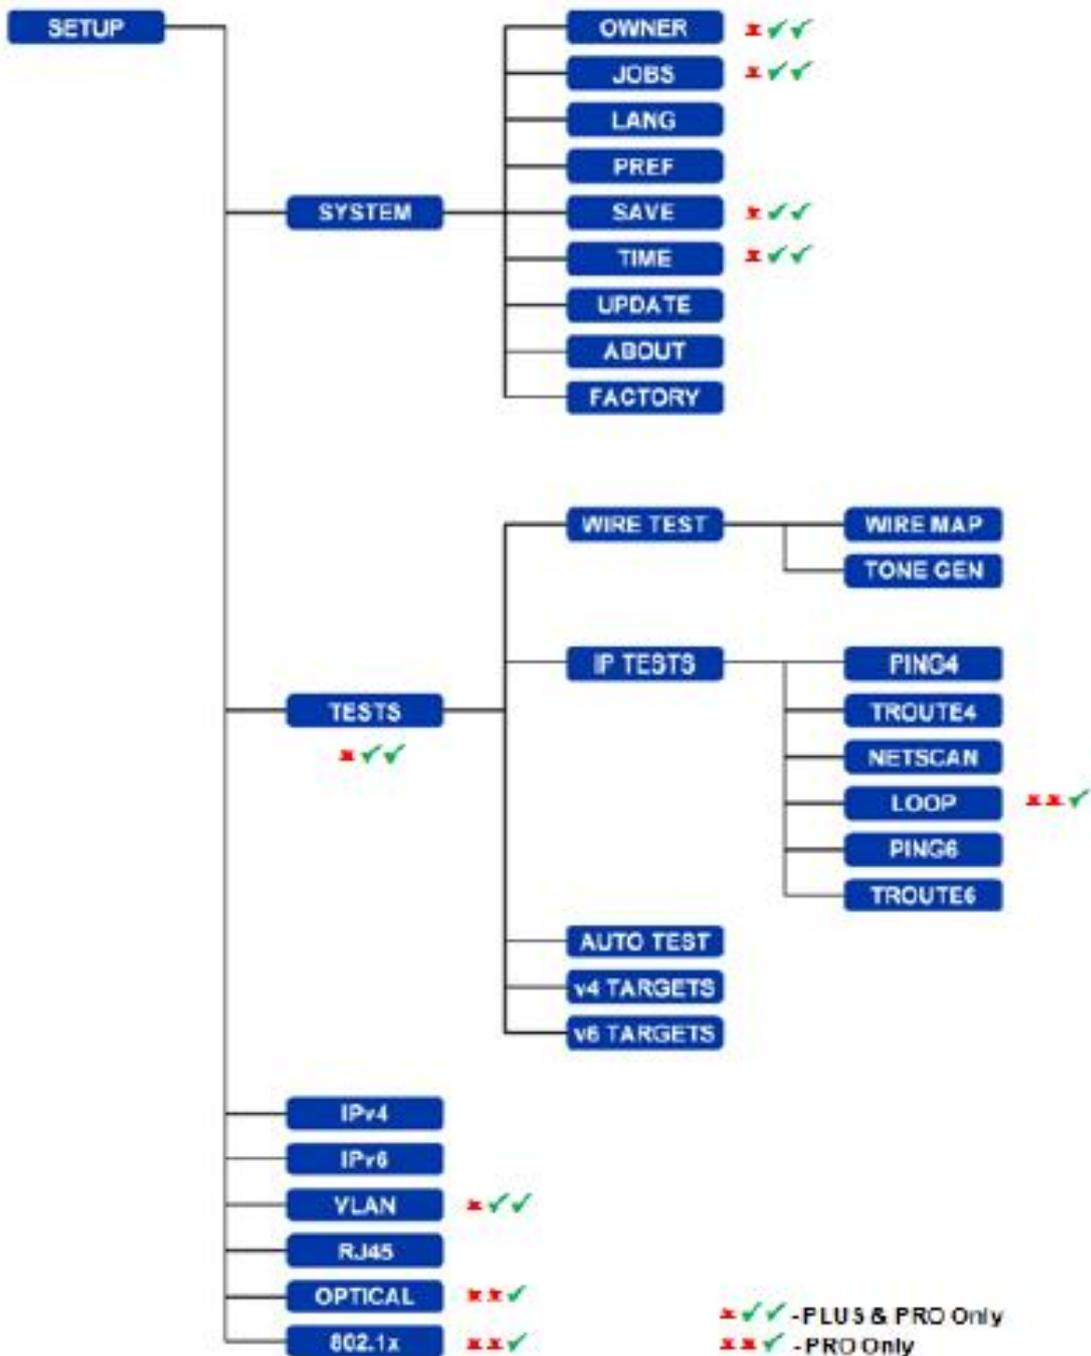 SETUP
SYSTEM
OWNER
JOBS
LANG
PREF
SAVE
TIME
UPDATE
ABOUT
FACTORY
TESTS
WIRE TEST
WIRE MAP
TONE GEN
IP TESTS
PING4
TROUTE4
NETSCAN
LOOP
PING6
TROUTE6
AUTO TEST
v4 TARGETS
v6 TARGETS
IPv4
IPv6
VLAN
RJ45
OPTICAL
802.1x
- PLUS & PRO Only
- PRO Only